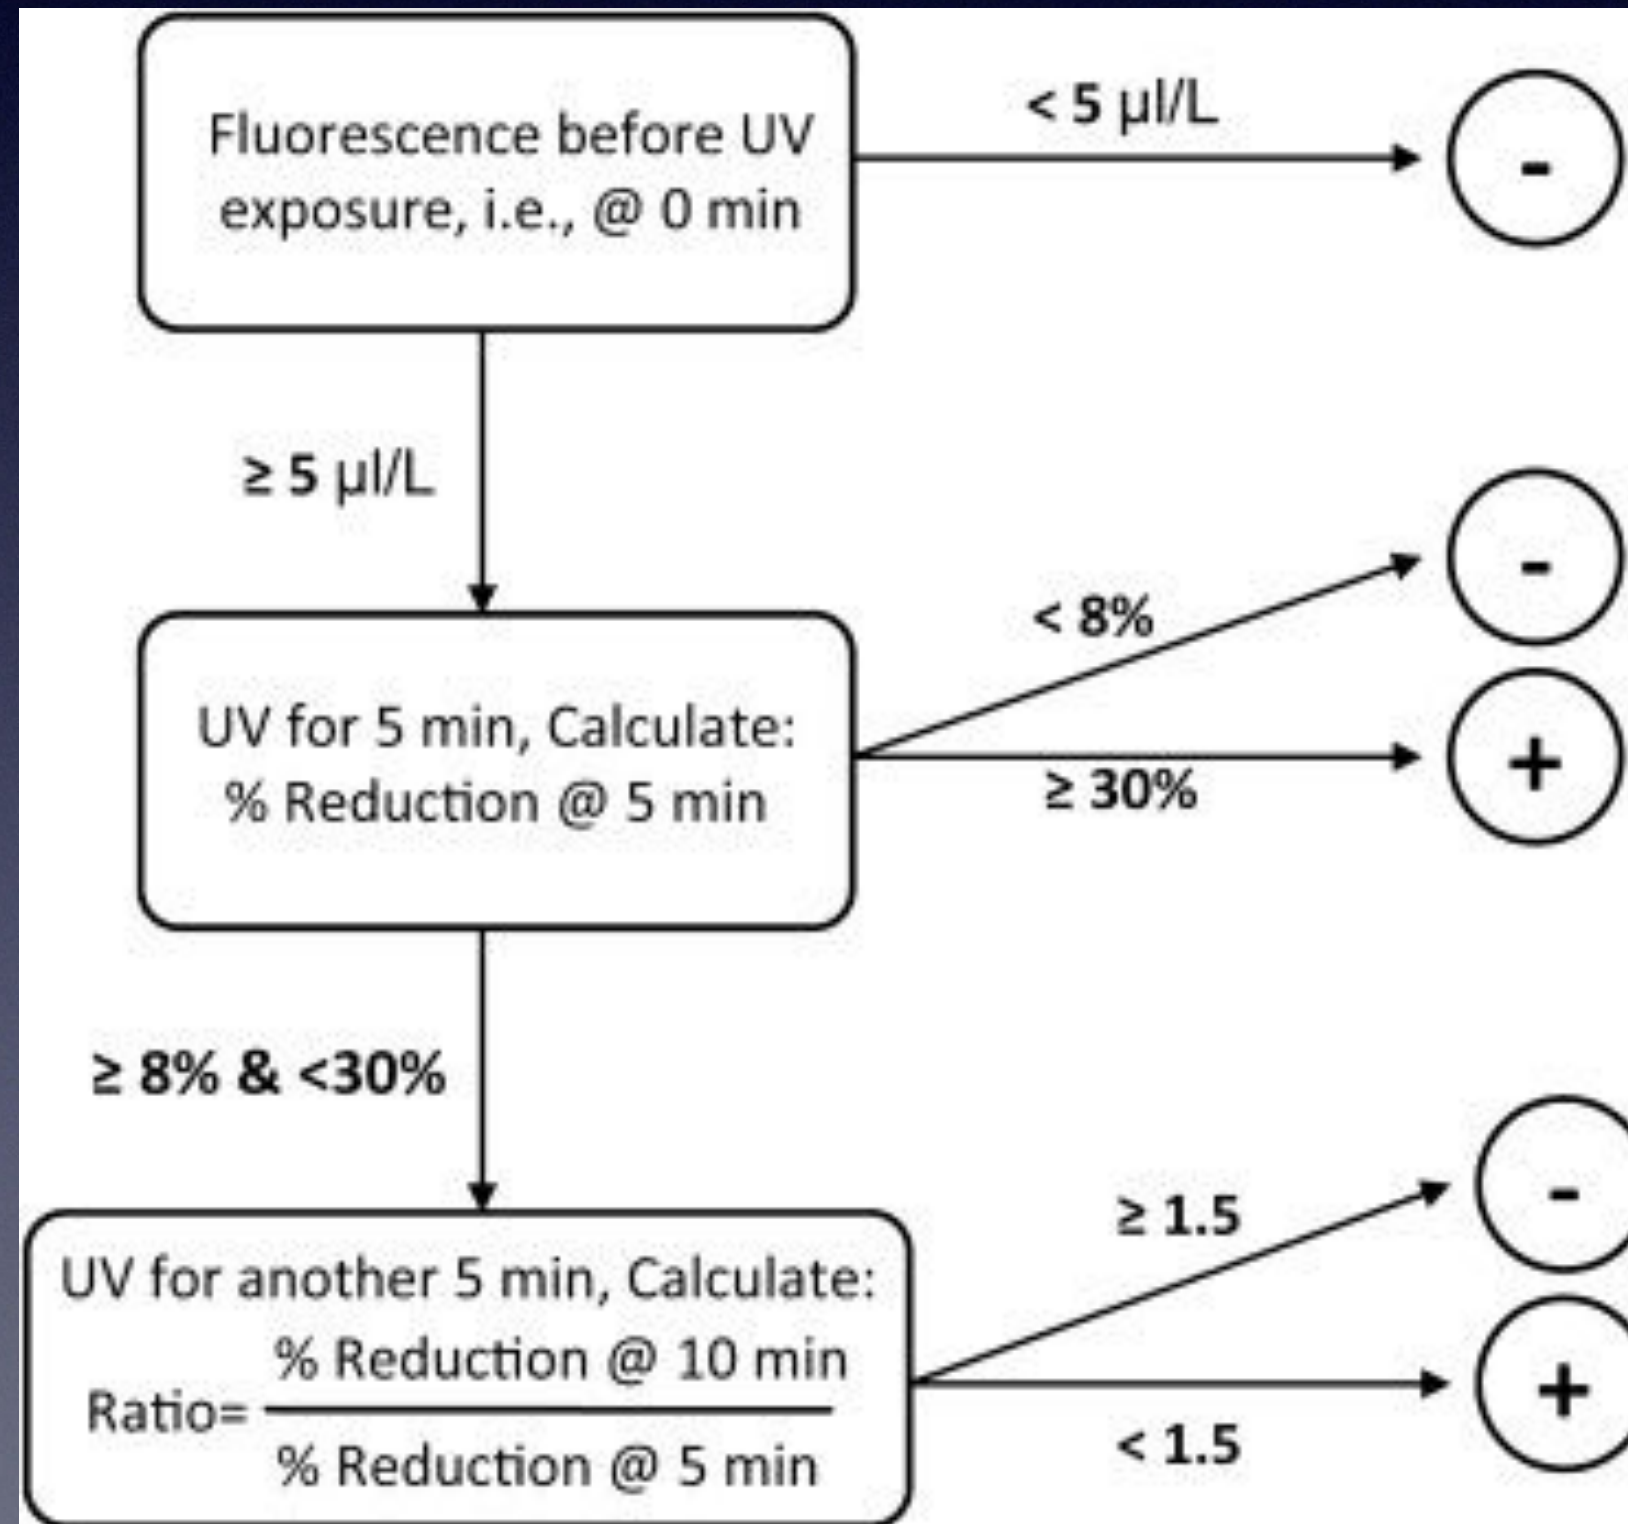 Fluorescence before UV
exposure, i.e., @ 0 min
< 5 µl/L
-
≥ 5 µl/L
UV for 5 min, Calculate:
% Reduction @ 5 min
< 8%
-
≥ 30%
+
≥ 8% & <30%
UV for another 5 min, Calculate:
% Reduction @ 10 min
Ratio=
% Reduction @ 5 min
≥ 1.5
-
< 1.5
+